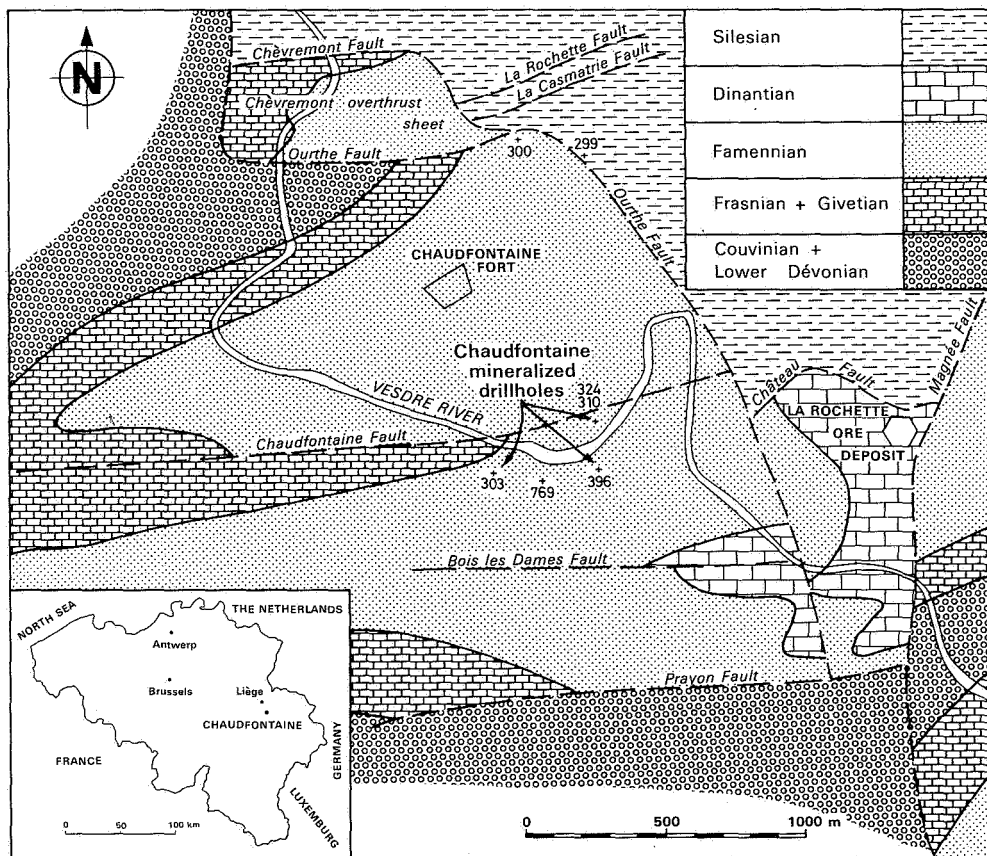 N
Chèvremont Fault
La Rochette Fault
La Casmatrie Fault
Chèvremont overthrust
sheet
Ourthe Fault
300
299
Ourthe Fault
Silesian
Dinantian
Famennian
Frasnian + Givetian
Couvinian +
Lower Dévonian
CHAUDFONTAINE
FORT
Chaudfontaine
mineralized
drillholes
324
310
VESDRE RIVER
Chaudfontaine Fault
303
769
396
Château Fault
Magnée Fault
LA ROCHETTE
ORE
DEPOSIT
Bois les Dames Fault
Prayon Fault
NORTH SEA
THE NETHERLANDS
Antwerp
Brussels
Liège
CHAUDFONTAINE
FRANCE
GERMANY
LUXEMBURG
0 50 100 km
0 500 1000 m